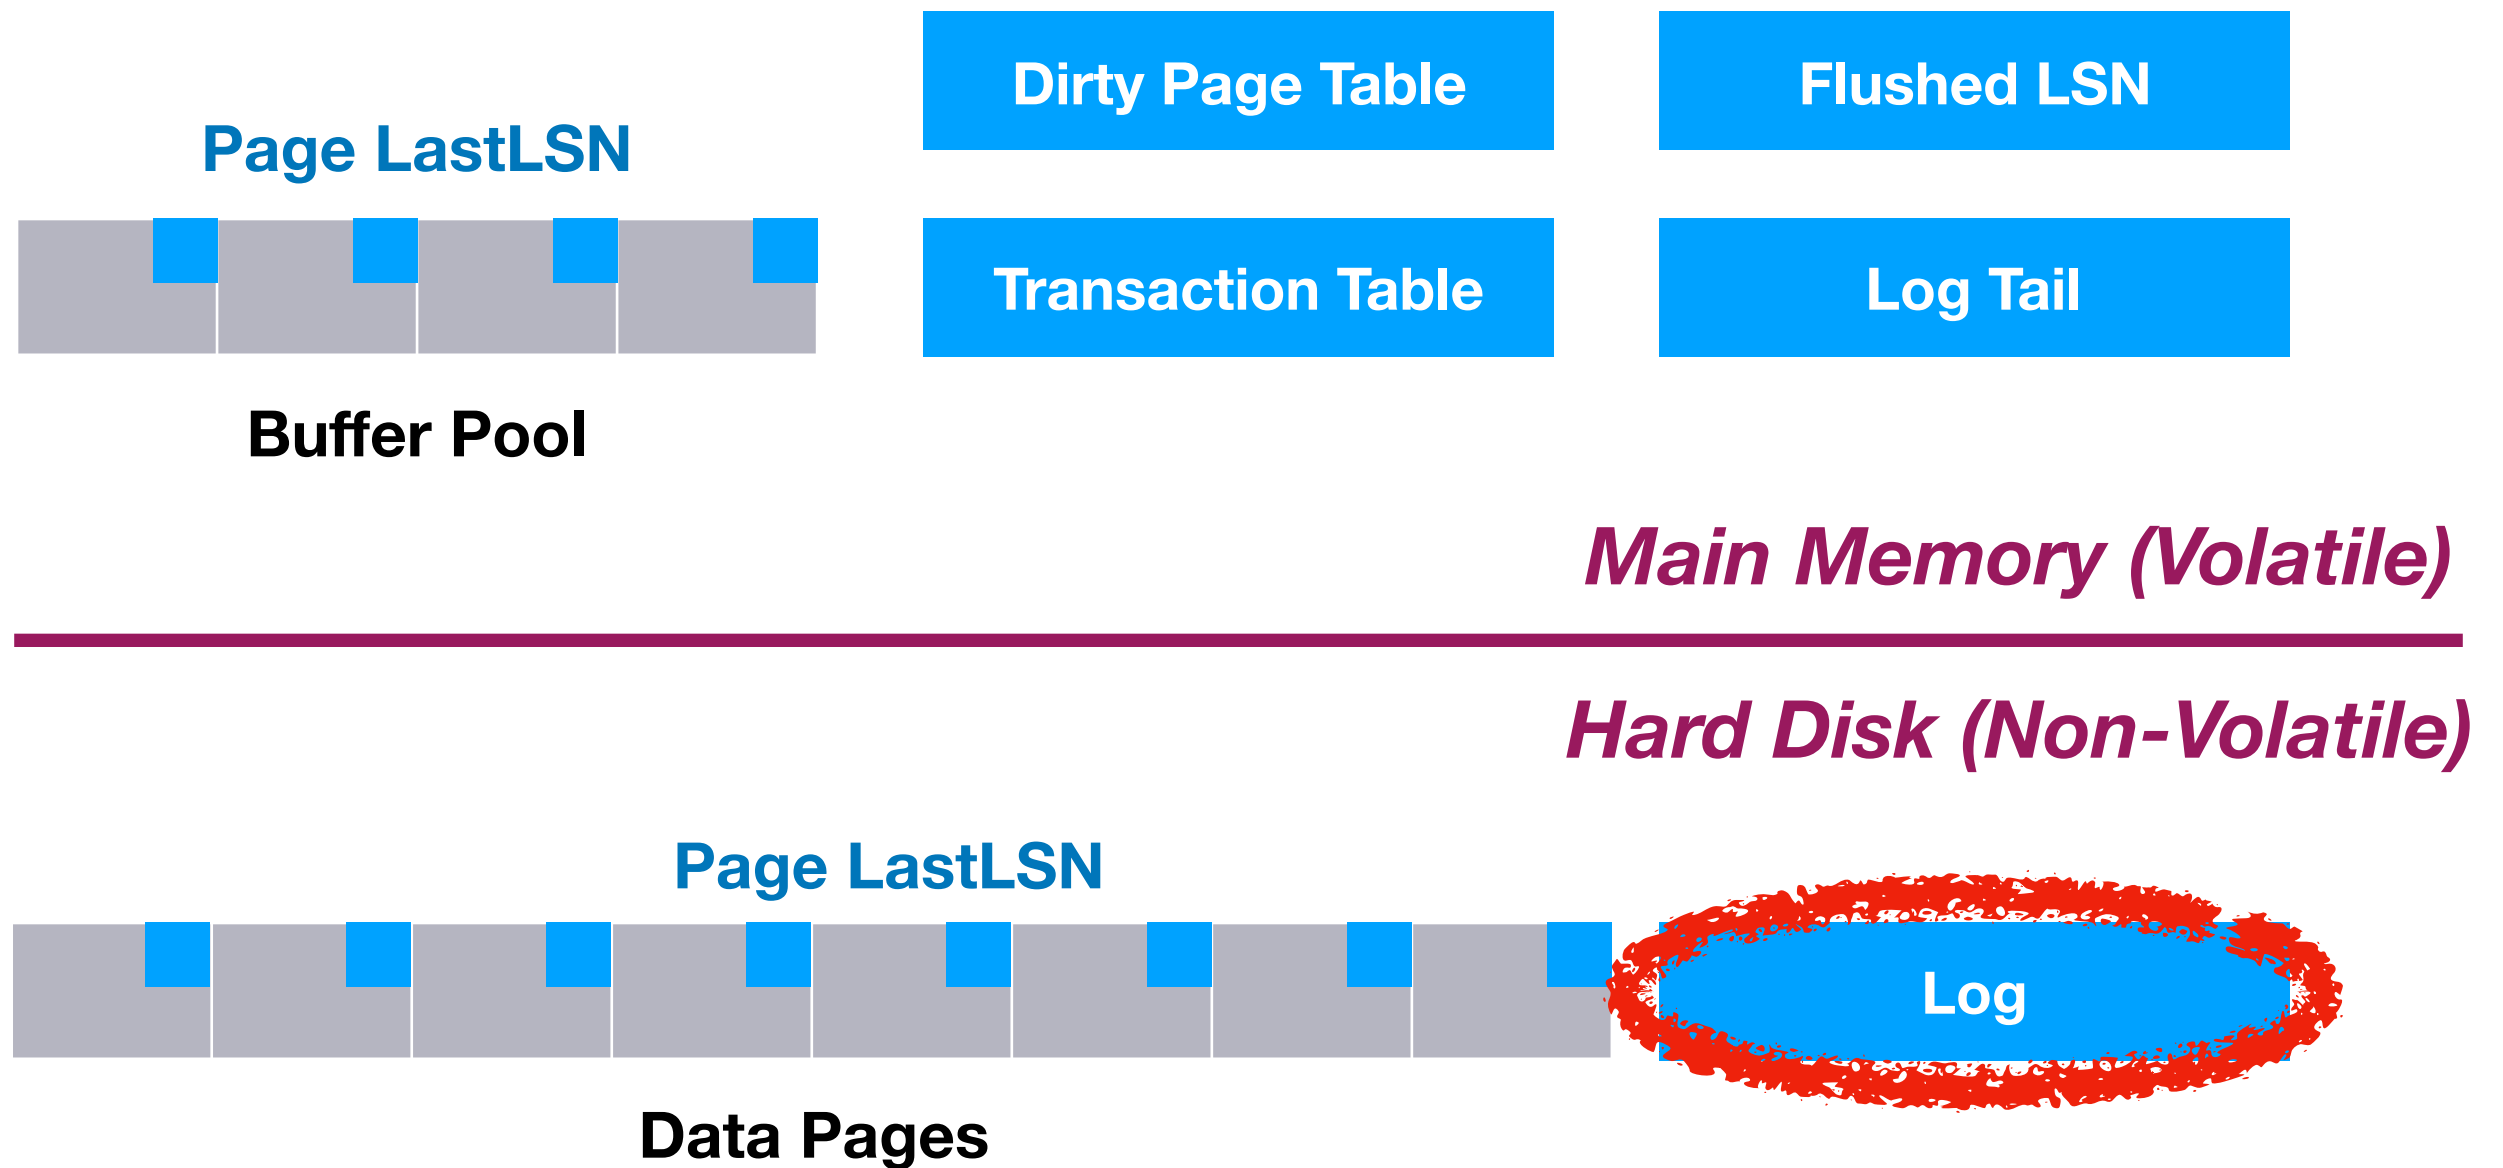 Dirty Page Table
Flushed LSN
Page LastLSN
Transaction Table
Log Tail
Buffer Pool
Main Memory (Volatile)
Hard Disk (Non-Volatile)
Page LastLSN
Log
Data Pages